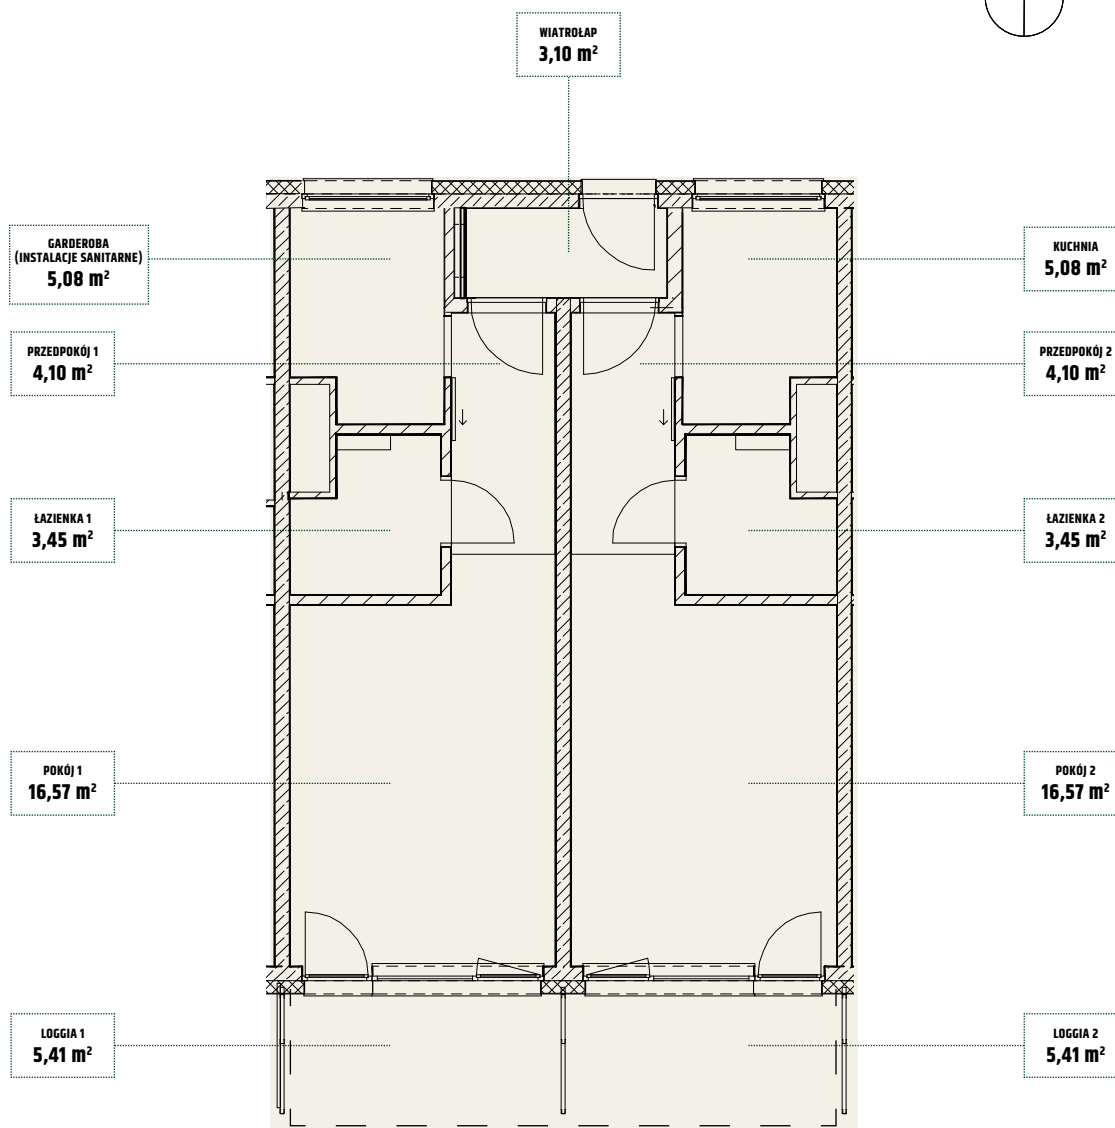 WIATROŁAP
3,10 m²
GARDEROBA
(INSTALACJE SANITARNE)
5,08 m²
KUCHNIA
5,08 m²
PRZEDPOKÓJ 1
4,10 m²
PRZEDPOKÓJ 2
4,10 m²
ŁAZIENKA 1
3,45 m²
ŁAZIENKA 2
3,45 m²
POKÓJ 1
16,57 m²
POKÓJ 2
16,57 m²
LOGGIA 1
5,41 m²
LOGGIA 2
5,41 m²